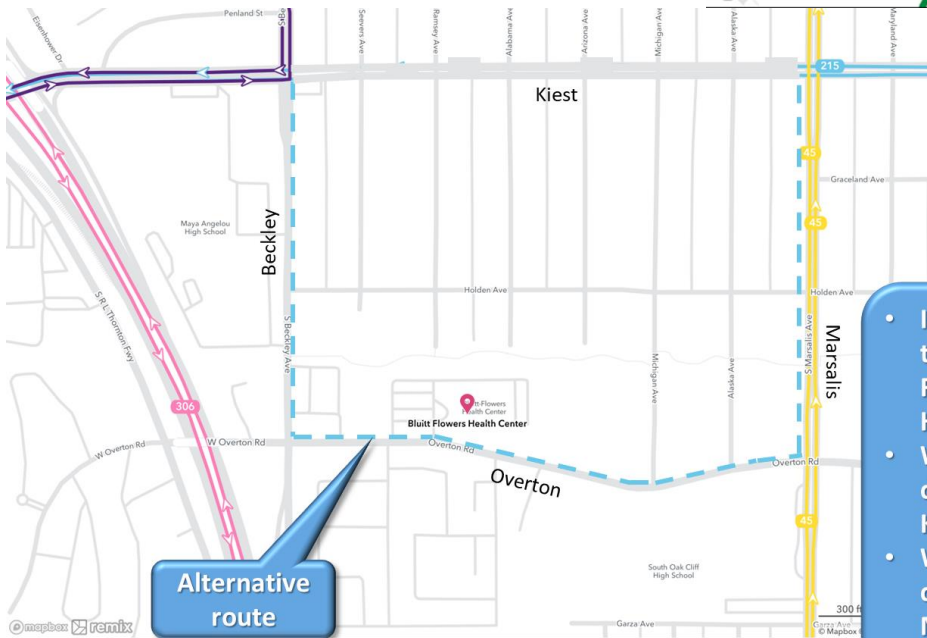 Penland St
Eisenhower Dr
Seevers Ave
Ramsey Ave
Arizona Ave
Michigan Ave
Alaska Ave
Maryland Ave
215
Kiest
45
Graceland Ave
Maya Angelou
High School
Beckley
45
Holden Ave
Holden Ave
S R L Thornton Fwy
S Beckley Ave
S Marsalis Ave
Marsalis
Michigan Ave
Alaska Ave
306
Health Center
Bluitt Flowers Health Center
W Overton Rd
W Overton Rd
Overton Rd
Overton Rd
Overton
45
South Oak Cliff
High School
Alternative
route
300 f
mapbox remix
Garza Ave
Garza Ave
© Mapbox